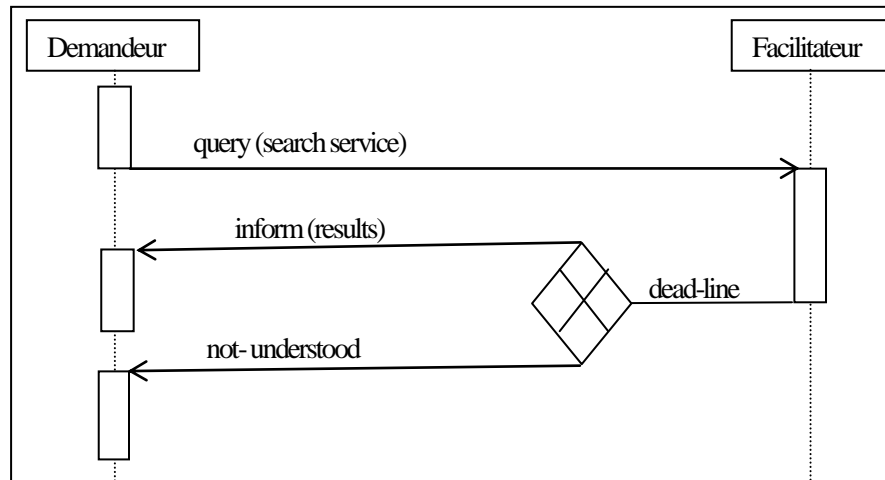 Demandeur
Facilitateur
query (search service)
inform (results)
dead-line
not- understood